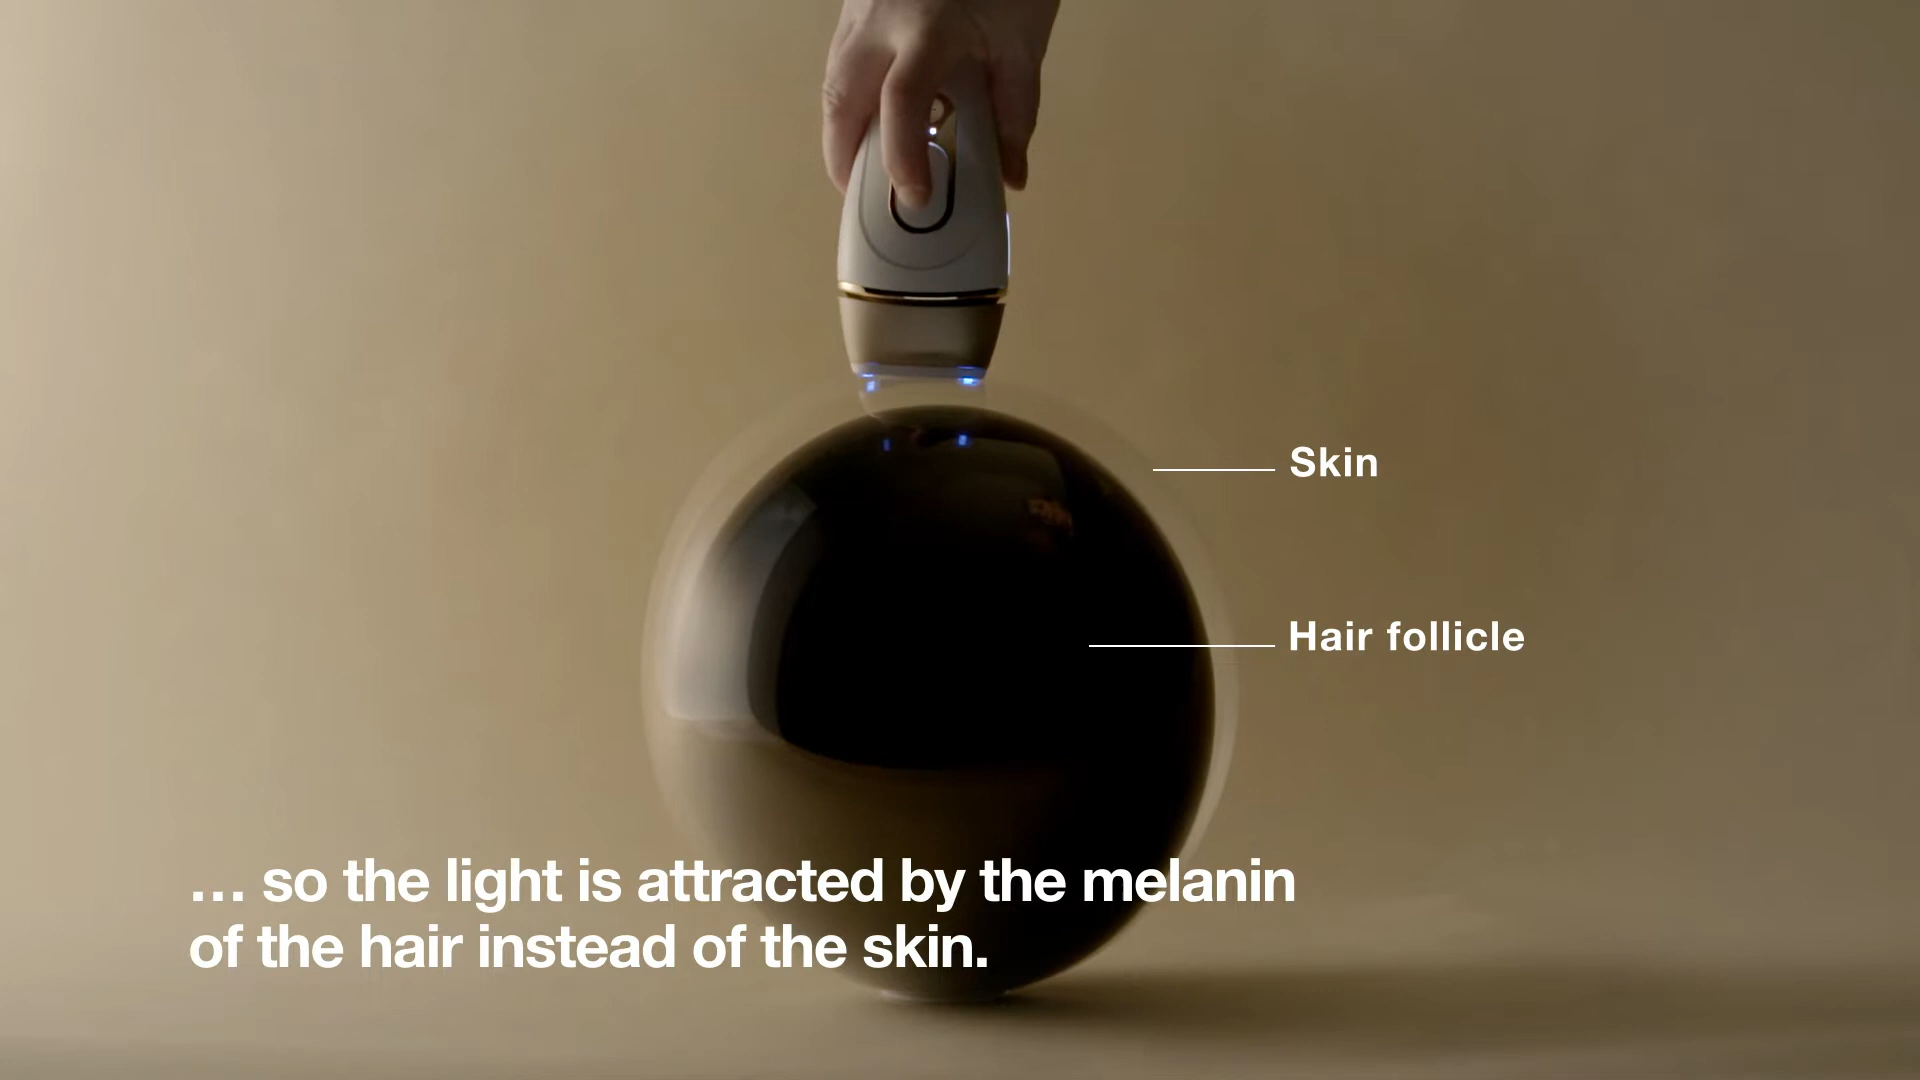 Skin
Hair follicle
… so the light is attracted by the melanin
of the hair instead of the skin.